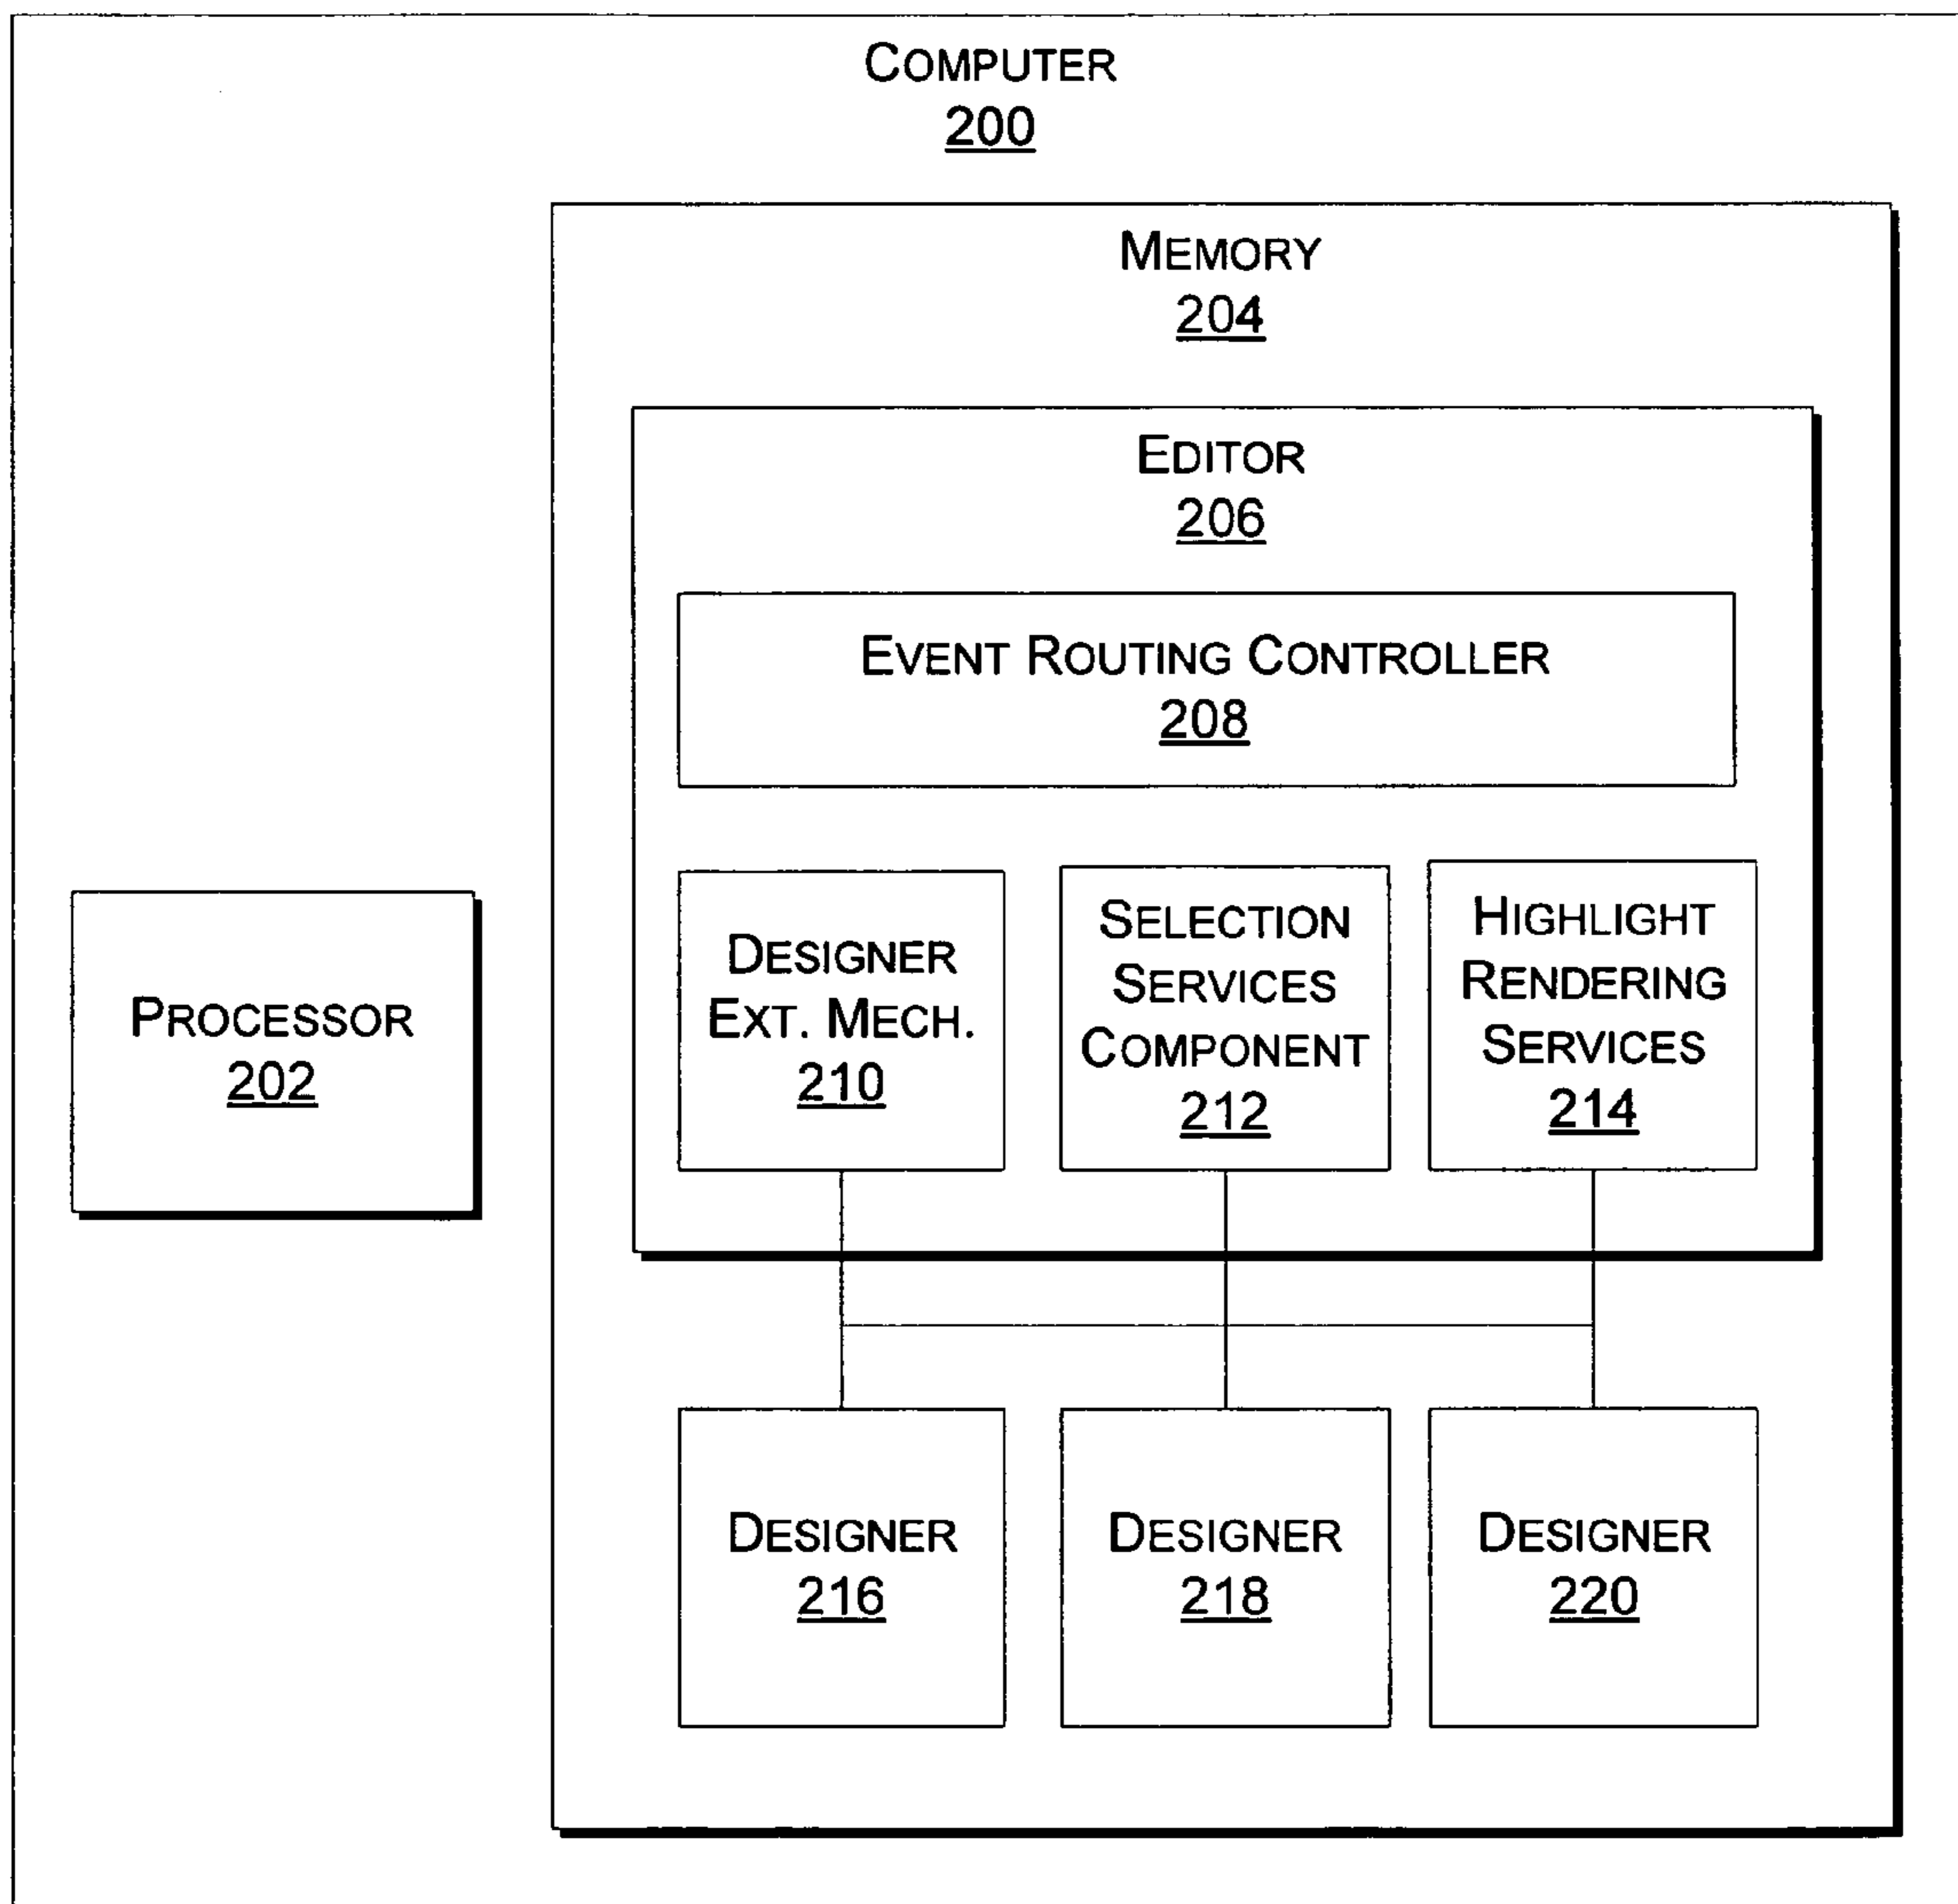 COMPUTER
200
MEMORY
204
EDITOR
206
EVENT ROUTING CONTROLLER
208
DESIGNER
EXT. MECH.
210
SELECTION
SERVICES
COMPONENT
212
HIGHLIGHT
RENDERING
SERVICES
214
PROCESSOR
202
DESIGNER
216
DESIGNER
218
DESIGNER
220